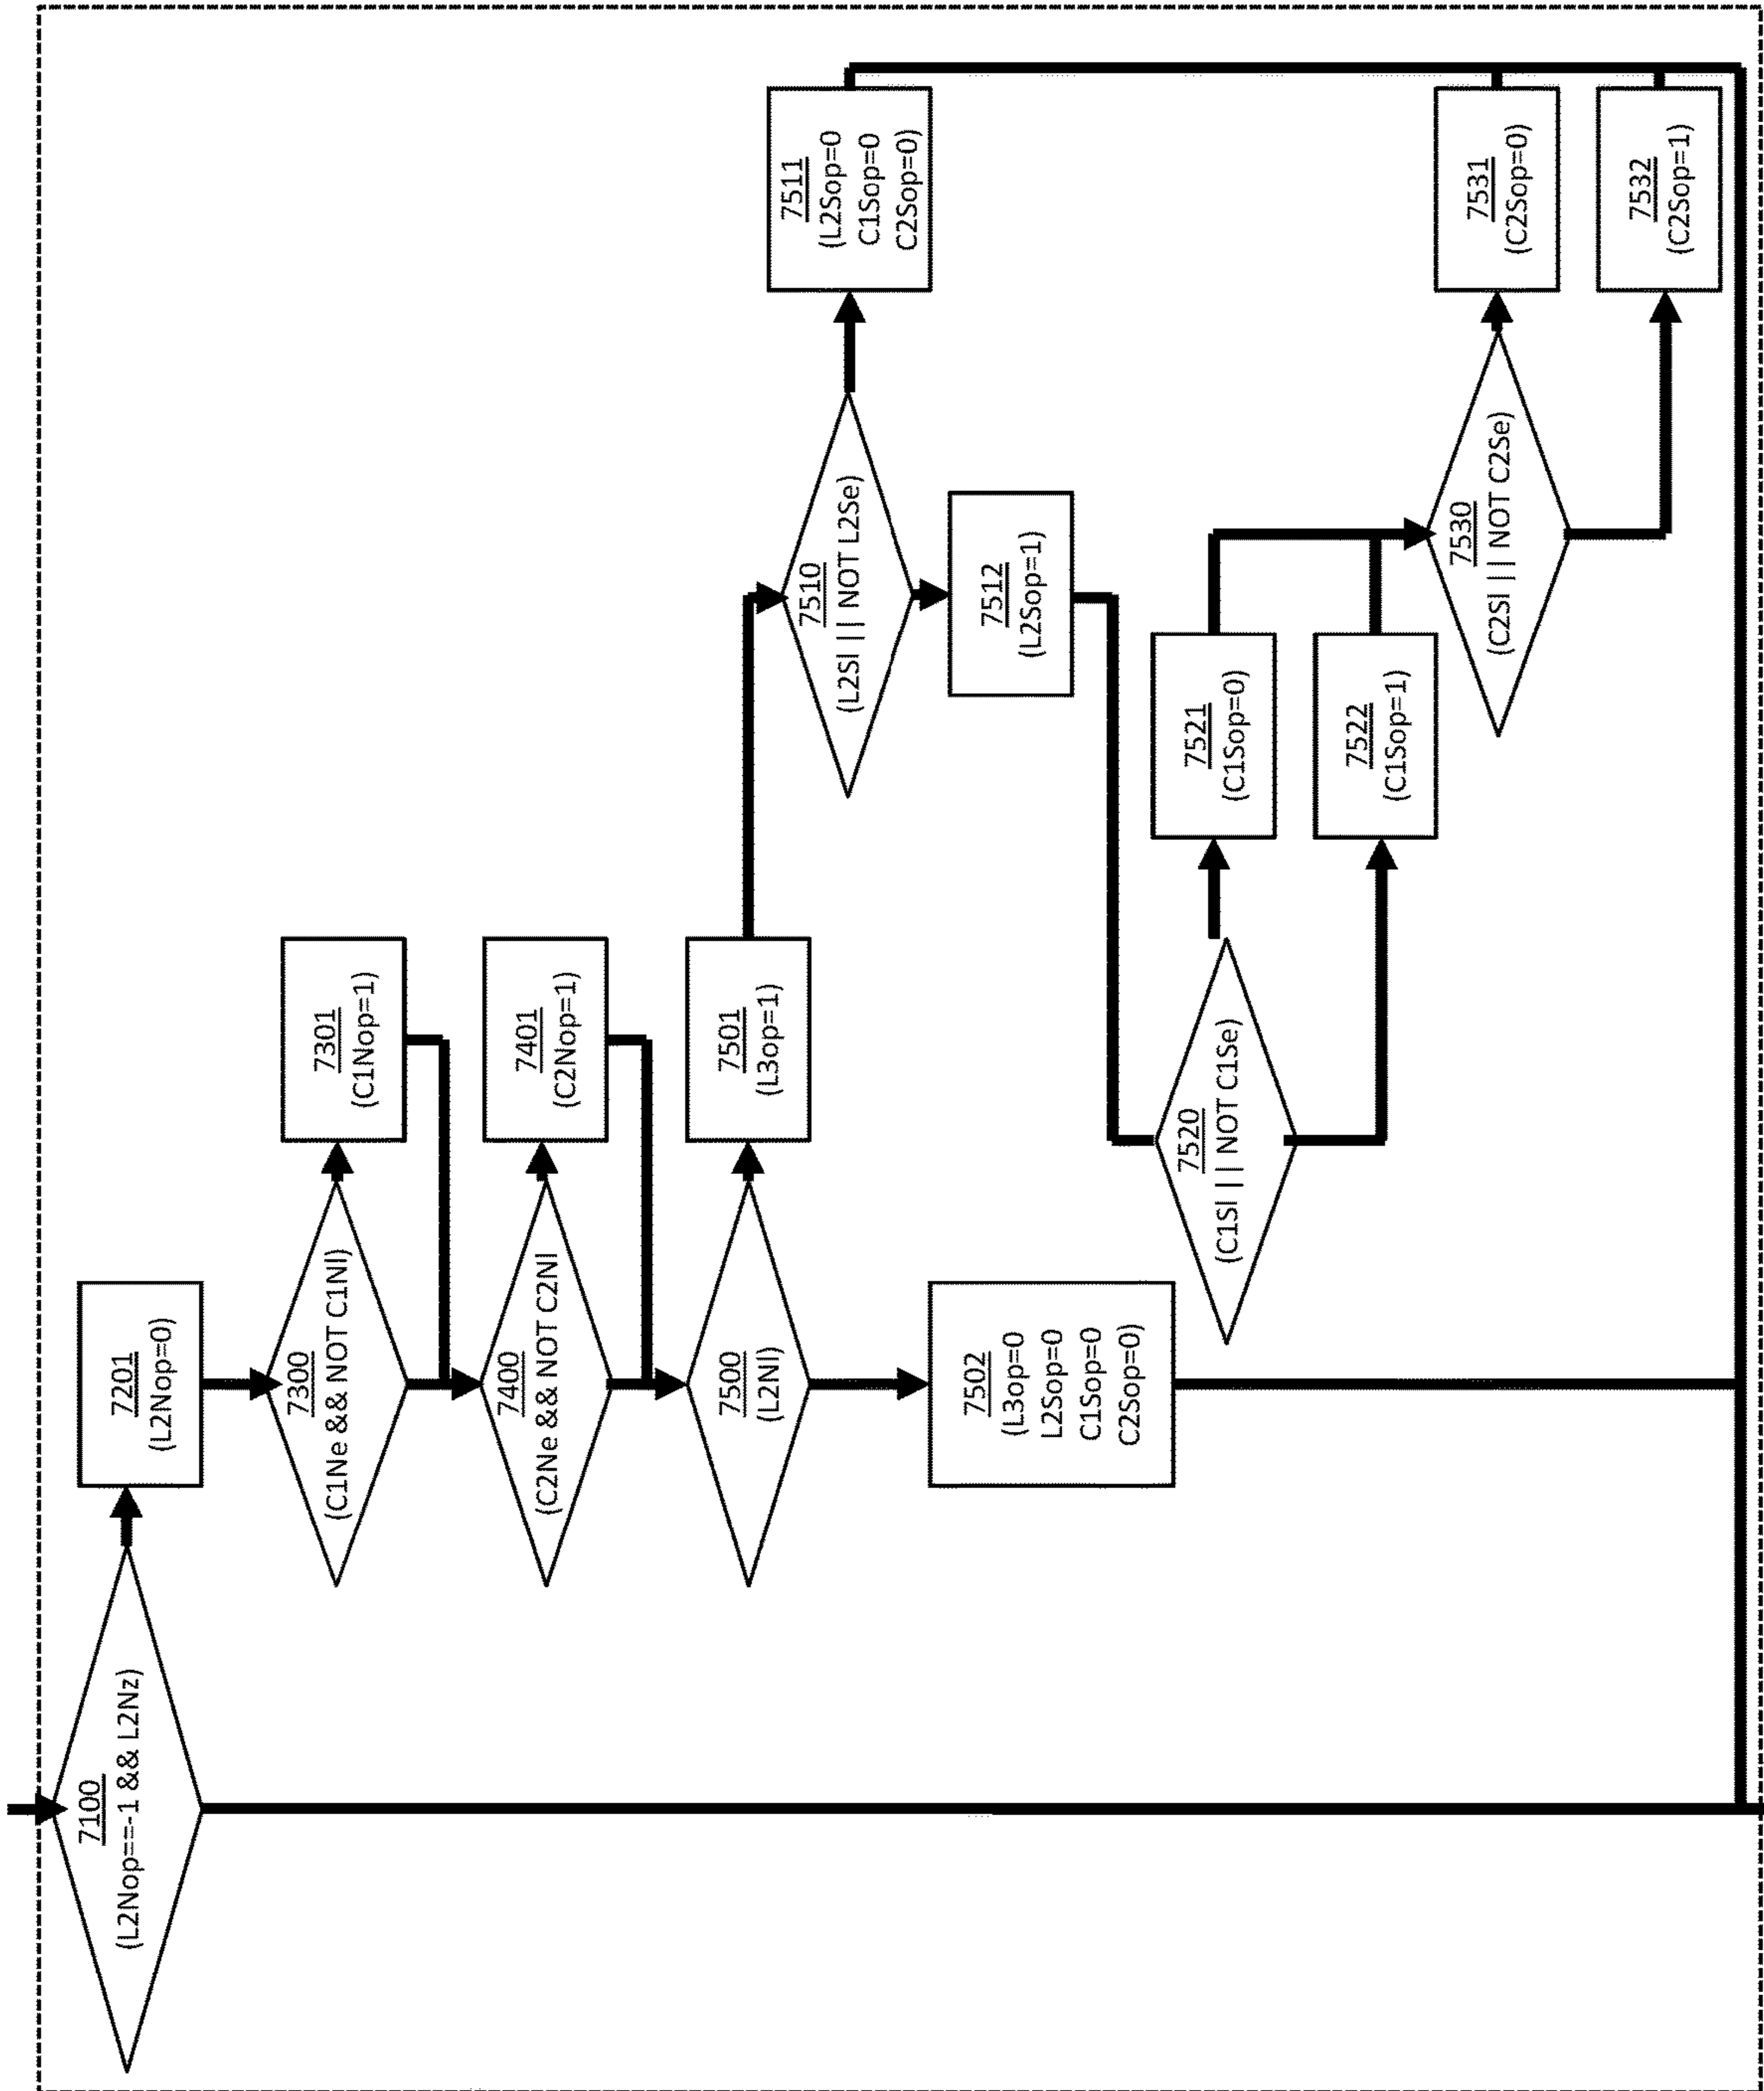 7100
(L2Nop==-1 && L2Nz)
7201
(L2Nop=0)
7300
(C1Ne && NOT C1Nl)
7301
(C1Nop=1)
7400
(C2Ne && NOT C2Nl
7401
(C2Nop=1)
7500
(L2Nl)
7501
(L3op=1)
7502
(L3op=0
L2Sop=0
C1Sop=0
C2Sop=0)
7510
(L2Sl || NOT L2Se)
7511
(L2Sop=0
C1Sop=0
C2Sop=0)
7512
(L2Sop=1)
7520
(C1Sl || NOT C1Se)
7521
(C1Sop=0)
7522
(C1Sop=1)
7530
(C2Sl || NOT C2Se)
7531
(C2Sop=0)
7532
(C2Sop=1)